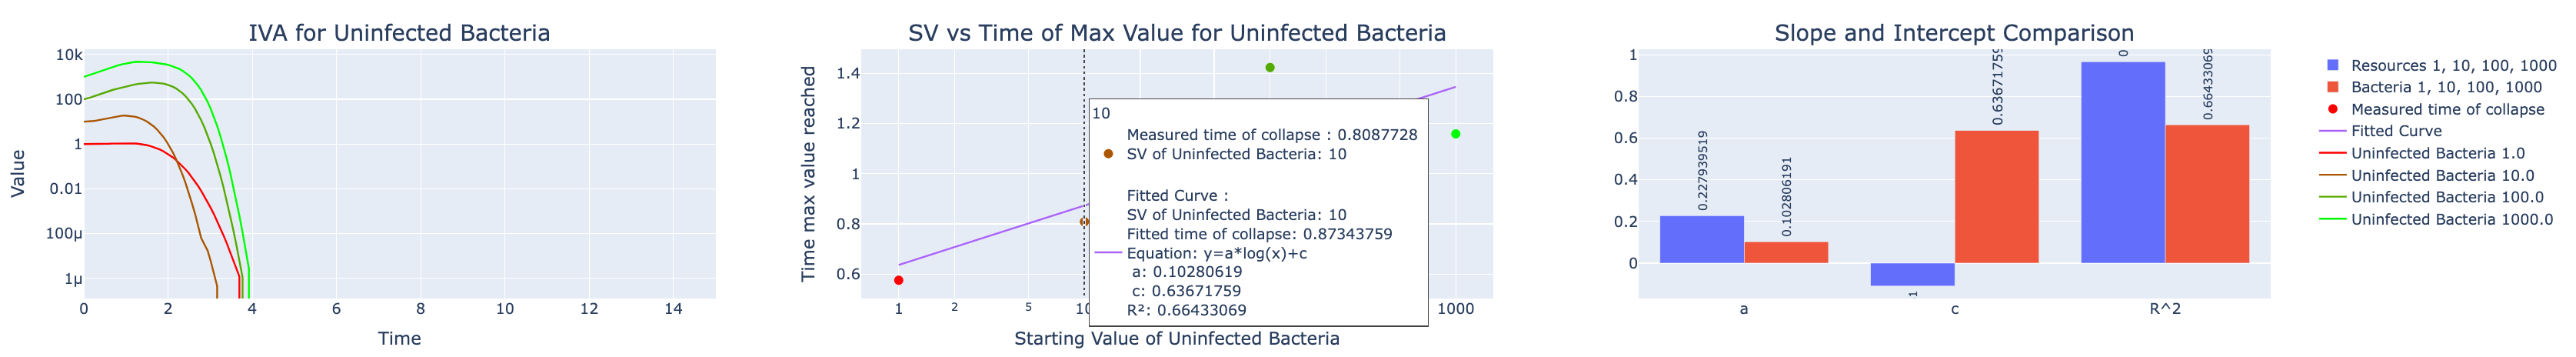 IVA for Uninfected Bacteria
10k
100
1
0.01
100μ
1μ
Value
0
2
4
6
8
10
12
14
Time
SV vs Time of Max Value for Uninfected Bacteria
1.4
1.2
1
0.8
0.6
Time max value reached
1
2
5
1000
Starting Value of Uninfected Bacteria
10
Measured time of collapse : 0.8087728
SV of Uninfected Bacteria: 10
Fitted Curve :
SV of Uninfected Bacteria: 10
Fitted time of collapse: 0.87343759
Equation: y=a*log(x)+c
a: 0.10280619
c: 0.63671759
R²: 0.66433069
Slope and Intercept Comparison
1
0.8
0.6
0.4
0.2
0
0.227939519
0.102806191
0.63671759
0.66433069
a
c
R^2
Resources 1, 10, 100, 1000
Bacteria 1, 10, 100, 1000
Measured time of collapse
Fitted Curve
Uninfected Bacteria 1.0
Uninfected Bacteria 10.0
Uninfected Bacteria 100.0
Uninfected Bacteria 1000.0